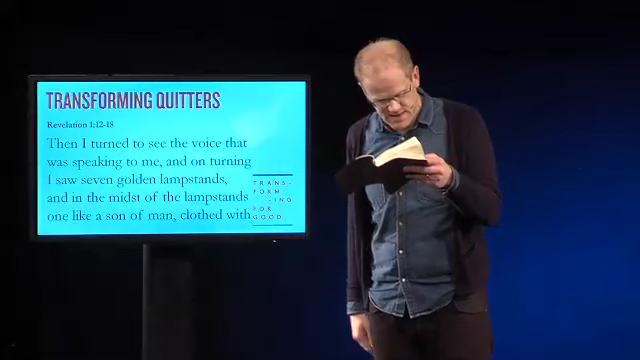 TRANSFORMING QUITTERS
Revelation 1:12-18
Then I turned to see the voice that
was speaking to me, and on turning
I saw seven golden lampstands,
and in the midst of the lampstands
one like a son of man, clothed with
TRANS-
FORM
-ING
FOR
GOOD